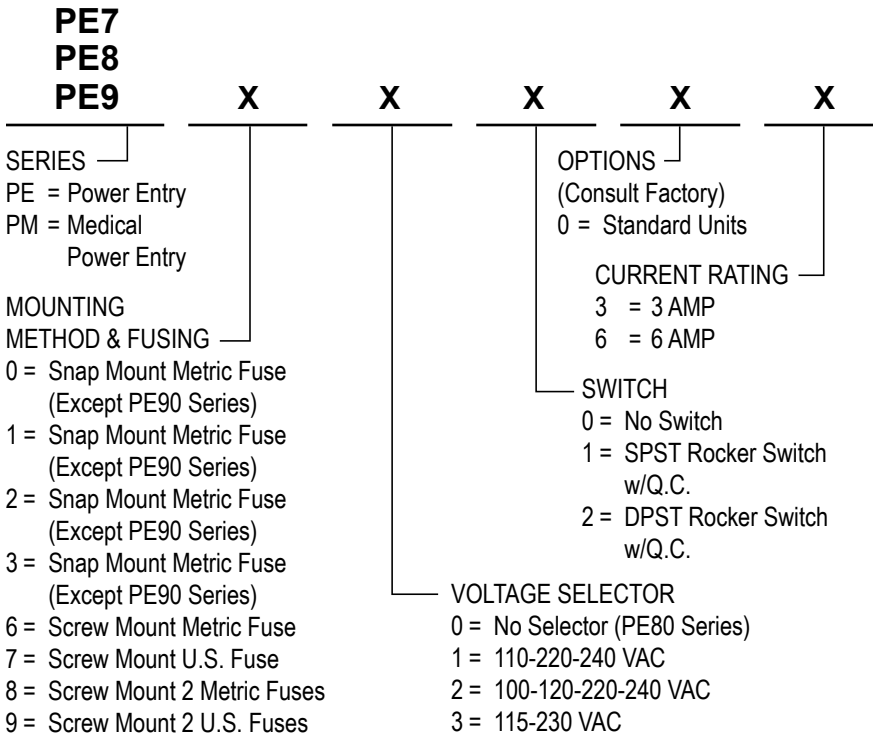 PE7
PE8
PE9 X X X X X
SERIES
PE = Power Entry
PM = Medical
Power Entry
MOUNTING
METHOD & FUSING
0 = Snap Mount Metric Fuse
(Except PE90 Series)
1 = Snap Mount Metric Fuse
(Except PE90 Series)
2 = Snap Mount Metric Fuse
(Except PE90 Series)
3 = Snap Mount Metric Fuse
(Except PE90 Series)
6 = Screw Mount Metric Fuse
7 = Screw Mount U.S. Fuse
8 = Screw Mount 2 Metric Fuses
9 = Screw Mount 2 U.S. Fuses
OPTIONS
(Consult Factory)
0 = Standard Units
CURRENT RATING
3 = 3 AMP
6 = 6 AMP
SWITCH
0 = No Switch
1 = SPST Rocker Switch
w/Q.C.
2 = DPST Rocker Switch
w/Q.C.
VOLTAGE SELECTOR
0 = No Selector (PE80 Series)
1 = 110-220-240 VAC
2 = 100-120-220-240 VAC
3 = 115-230 VAC